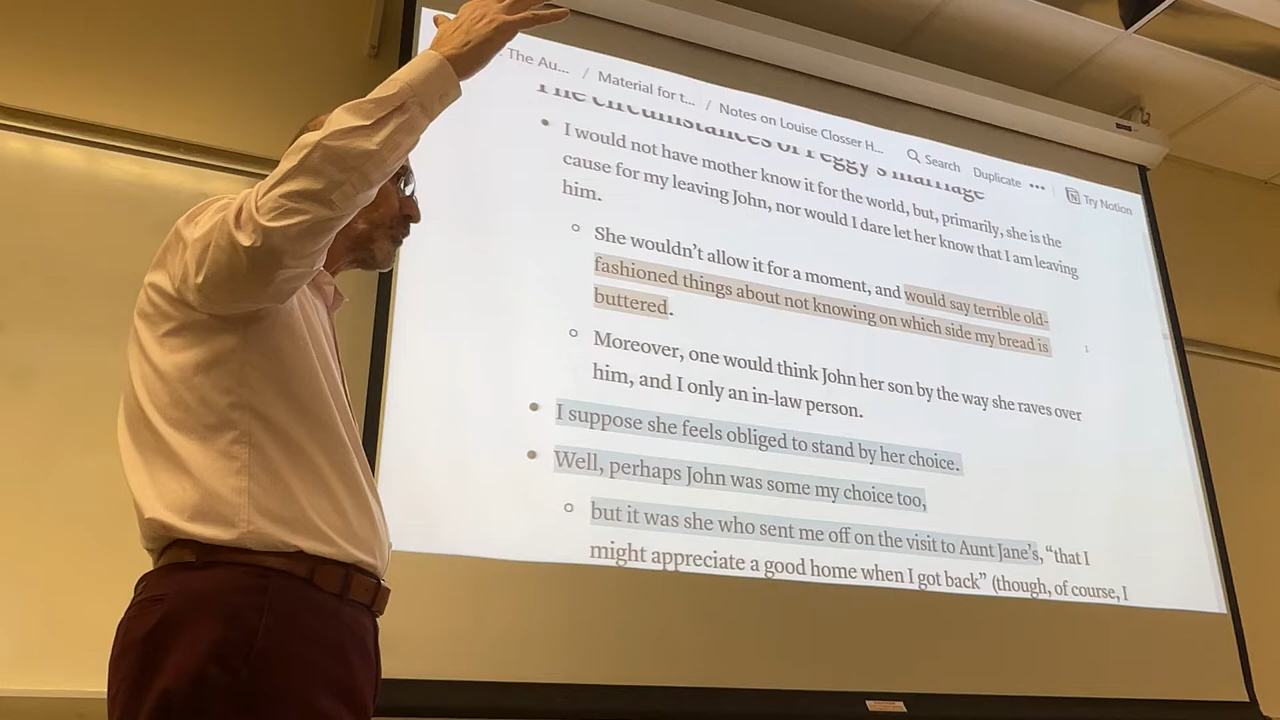 The Au... / Material for t... / Notes on Louise Closser H...
Search Duplicate ••• Try Notion
The circumstances of Peggy's marriage
• I would not have mother know it for the world, but, primarily, she is the
cause for my leaving John, nor would I dare let her know that I am leaving
him.
○ She wouldn't allow it for a moment, and would say terrible old-
fashioned things about not knowing on which side my bread is
buttered.
○ Moreover, one would think John her son by the way she raves over
him, and I only an in-law person.
• I suppose she feels obliged to stand by her choice.
• Well, perhaps John was some my choice too,
○ but it was she who sent me off on the visit to Aunt Jane's, “that I
might appreciate a good home when I got back” (though, of course, I